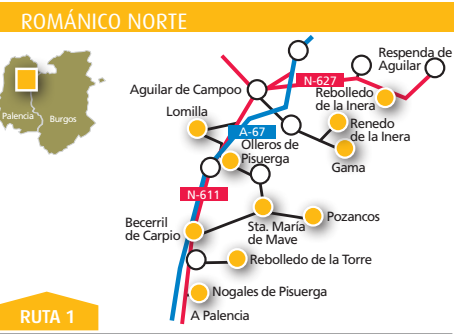 ROMÁNICO NORTE
Palencia
Burgos
Respenda de
Aguilar
N-627
Aguilar de Campoo
Rebolledo
de la Inera
Lomilla
Renedo
de la Inera
A-67
Olleros de
Pisuerga
Gama
N-611
Becerril
de Carpio
Sta. María
de Mave
Pozancos
Rebolledo de la Torre
Nogales de Pisuerga
A Palencia
RUTA 1